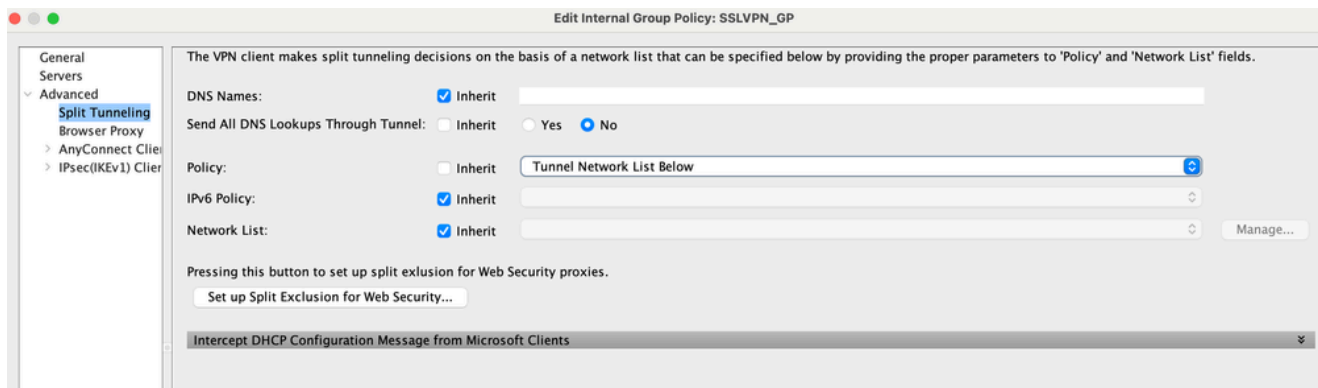 Edit Internal Group Policy: SSLVPN_GP
General
Servers
Advanced
Split Tunneling
Browser Proxy
AnyConnect Clie
IPsec(IKEv1) Clier
The VPN client makes split tunneling decisions on the basis of a network list that can be specified below by providing the proper parameters to 'Policy' and 'Network List' fields.
DNS Names: Inherit
Send All DNS Lookups Through Tunnel: Inherit Yes No
Policy: Inherit Tunnel Network List Below
IPv6 Policy: Inherit
Network List: Inherit Manage...
Pressing this button to set up split exlusion for Web Security proxies.
Set up Split Exclusion for Web Security...
Intercept DHCP Configuration Message from Microsoft Clients